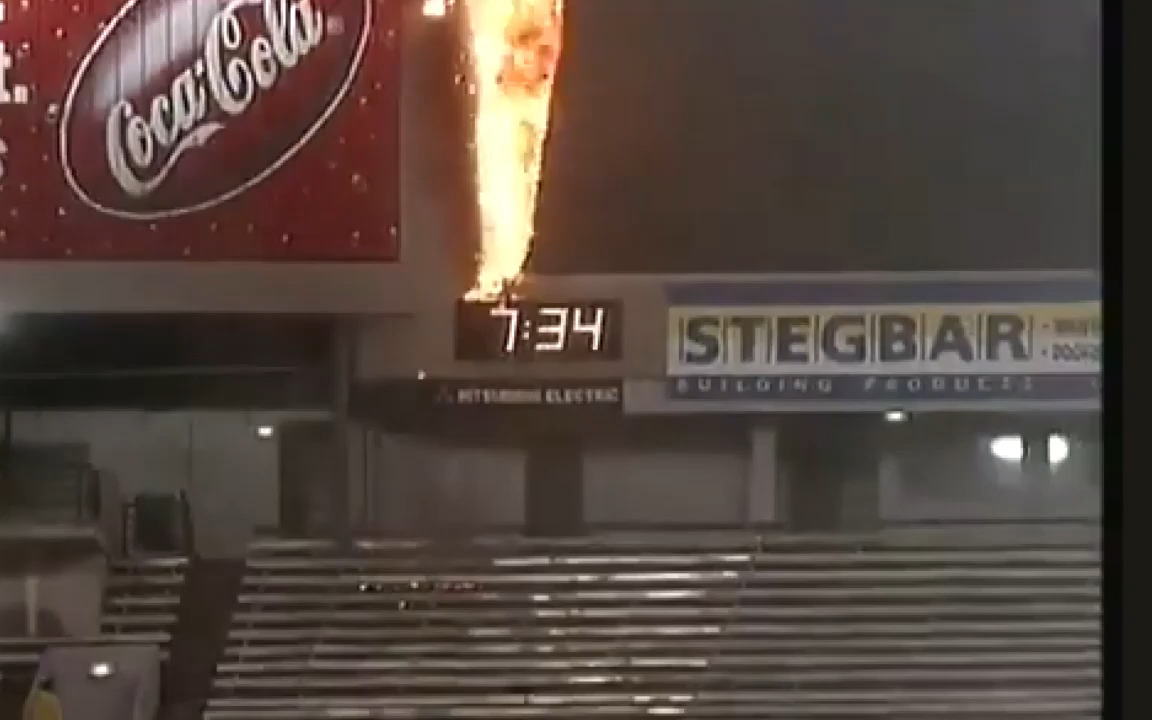 t.
Coca-Cola
7:34
STEGBAR
MITSUBISHI ELECTRIC
BUILDING PRODUCTS